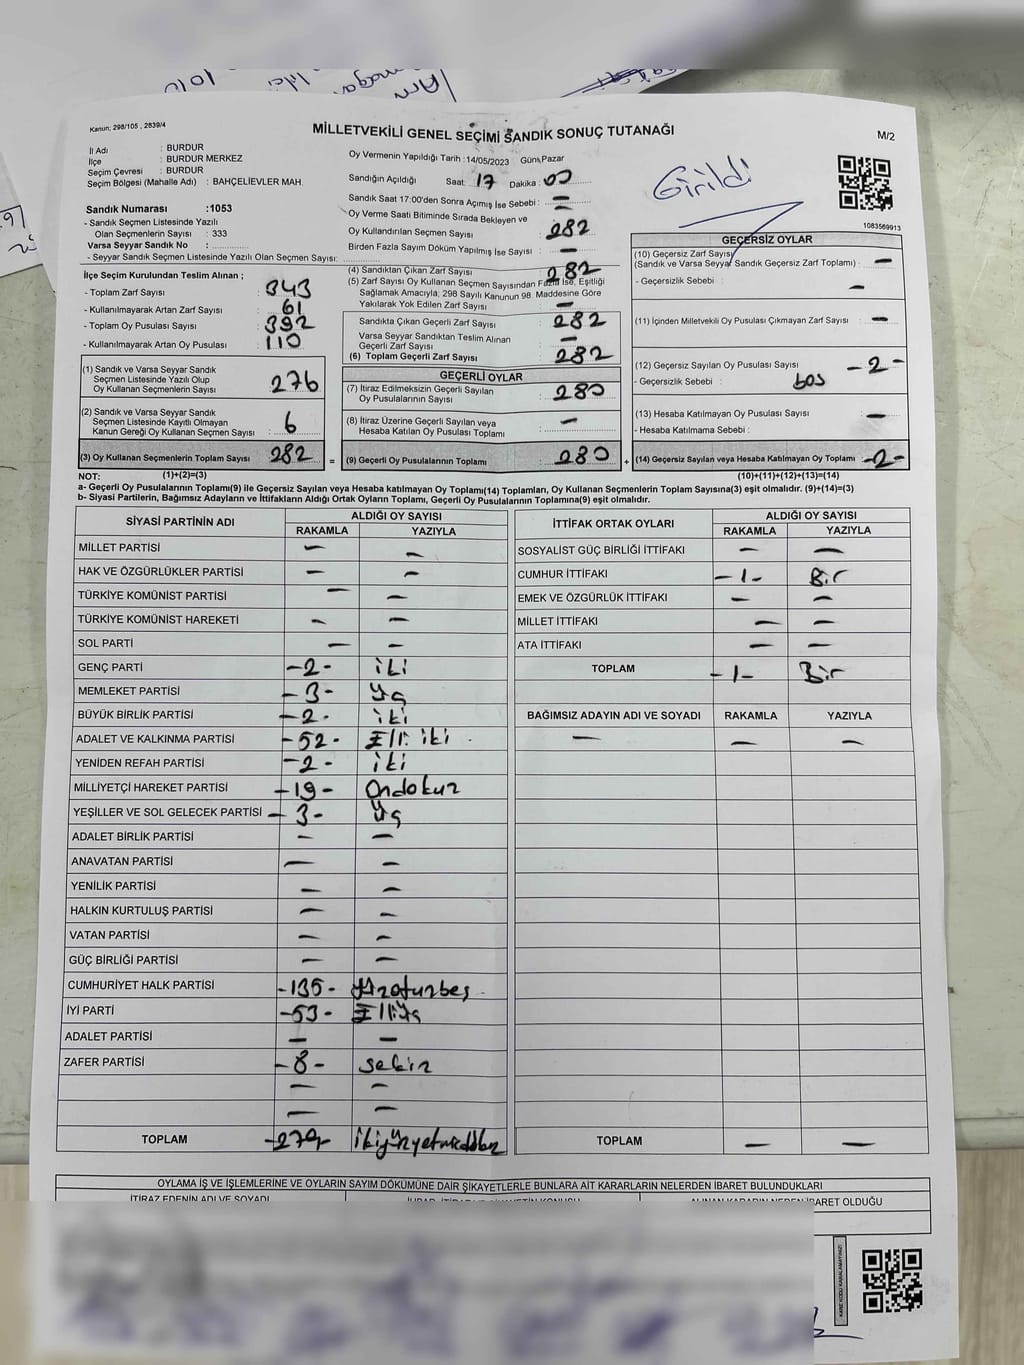 Kanun; 298/105 , 2839/4
MİLLETVEKİLİ GENEL SEÇİMİ SANDIK SONUÇ TUTANAĞI
M/2
İl Adı : BURDUR
İlçe : BURDUR MERKEZ
Seçim Çevresi : BURDUR
Seçim Bölgesi (Mahalle Adı) : BAHÇELİEVLER MAH.
Sandık Numarası :1053
- Sandık Seçmen Listesinde Yazılı
Olan Seçmenlerin Sayısı : 333
Varsa Seyyar Sandık No :
- Seyyar Sandık Seçmen Listesinde Yazılı Olan Seçmen Sayısı:
Oy Vermenin Yapıldığı Tarih :14/05/2023 Gün:Pazar
Sandığın Açıldığı Saat: 17 Dakika : 00
Sandık Saat 17:00'den Sonra Açımış İse Sebebi : —
Oy Verme Saati Bitiminde Sırada Bekleyen ve
Oy Kullandırılan Seçmen Sayısı : 282
Birden Fazla Sayım Döküm Yapılmış İse Sayısı : —
Girildi
1083569913
İlçe Seçim Kurulundan Teslim Alınan ;
- Toplam Zarf Sayısı : 343
- Kullanılmayarak Artan Zarf Sayısı : 61
- Toplam Oy Pusulası Sayısı : 392
- Kullanılmayarak Artan Oy Pusulası : 110
(1) Sandık ve Varsa Seyyar Sandık
Seçmen Listesinde Yazılı Olup
Oy Kullanan Seçmenlerin Sayısı : 276
(2) Sandık ve Varsa Seyyar Sandık
Seçmen Listesinde Kayıtlı Olmayan
Kanun Gereği Oy Kullanan Seçmen Sayısı : 6
(3) Oy Kullanan Seçmenlerin Toplam Sayısı : 282
(4) Sandıktan Çıkan Zarf Sayısı : 282
(5) Zarf Sayısı Oy Kullanan Seçmen Sayısından Fazla İse, Eşitliği
Sağlamak Amacıyla, 298 Sayılı Kanunun 98. Maddesine Göre
Yakılarak Yok Edilen Zarf Sayısı : —
Sandıkta Çıkan Geçerli Zarf Sayısı : 282
Varsa Seyyar Sandıktan Teslim Alınan
Geçerli Zarf Sayısı : —
(6) Toplam Geçerli Zarf Sayısı : 282
GEÇERLİ OYLAR
(7) İtiraz Edilmeksizin Geçerli Sayılan
Oy Pusulalarının Sayısı : 280
(8) İtiraz Üzerine Geçerli Sayılan veya
Hesaba Katılan Oy Pusulası Toplamı : —
= (9) Geçerli Oy Pusulalarının Toplamı : 280
GEÇERSİZ OYLAR
(10) Geçersiz Zarf Sayısı
(Sandık ve Varsa Seyyar Sandık Geçersiz Zarf Toplamı) : —
- Geçersizlik Sebebi : —
(11) İçinden Milletvekili Oy Pusulası Çıkmayan Zarf Sayısı : —
(12) Geçersiz Sayılan Oy Pusulası Sayısı : -2-
- Geçersizlik Sebebi : boş
(13) Hesaba Katılmayan Oy Pusulası Sayısı : —
- Hesaba Katılmama Sebebi :
+ (14) Geçersiz Sayılan veya Hesaba Katılmayan Oy Toplamı : -2-
NOT: (1)+(2)=(3) (10)+(11)+(12)+(13)=(14)
a- Geçerli Oy Pusulalarının Toplamı(9) ile Geçersiz Sayılan veya Hesaba katılmayan Oy Toplamı(14) Toplamları, Oy Kullanan Seçmenlerin Toplam Sayısına(3) eşit olmalıdır. (9)+(14)=(3)
b- Siyasi Partilerin, Bağımsız Adayların ve İttifakların Aldığı Ortak Oyların Toplamı, Geçerli Oy Pusulalarının Toplamına(9) eşit olmalıdır.
SİYASİ PARTİNİN ADI ALDIĞI OY SAYISI
RAKAMLA YAZIYLA
MİLLET PARTİSİ — —
HAK VE ÖZGÜRLÜKLER PARTİSİ — —
TÜRKİYE KOMÜNİST PARTİSİ — —
TÜRKİYE KOMÜNİST HAREKETİ — —
SOL PARTİ — —
GENÇ PARTİ -2- iki
MEMLEKET PARTİSİ -3- üç
BÜYÜK BİRLİK PARTİSİ -2- iki
ADALET VE KALKINMA PARTİSİ -52- Elli iki
YENİDEN REFAH PARTİSİ -2- iki
MİLLİYETÇİ HAREKET PARTİSİ -19- Ondokuz
YEŞİLLER VE SOL GELECEK PARTİSİ -3- üç
ADALET BİRLİK PARTİSİ — —
ANAVATAN PARTİSİ — —
YENİLİK PARTİSİ — —
HALKIN KURTULUŞ PARTİSİ — —
VATAN PARTİSİ — —
GÜÇ BİRLİĞİ PARTİSİ — —
CUMHURİYET HALK PARTİSİ -135- yüzotuzbeş
İYİ PARTİ -53- Elliüç
ADALET PARTİSİ — —
ZAFER PARTİSİ -8- sekiz
— —
— —
TOPLAM -279- ikiyüzyetmişdokuz
İTTİFAK ORTAK OYLARI ALDIĞI OY SAYISI
RAKAMLA YAZIYLA
SOSYALİST GÜÇ BİRLİĞİ İTTİFAKI — —
CUMHUR İTTİFAKI -1- Bir
EMEK VE ÖZGÜRLÜK İTTİFAKI — —
MİLLET İTTİFAKI — —
ATA İTTİFAKI — —
TOPLAM -1- Bir
BAĞIMSIZ ADAYIN ADI VE SOYADI RAKAMLA YAZIYLA
— — —
TOPLAM — —
OYLAMA İŞ VE İŞLEMLERİNE VE OYLARIN SAYIM DÖKÜMÜNE DAİR ŞİKAYETLERLE BUNLARA AİT KARARLARIN NELERDEN İBARET BULUNDUKLARI
İTİRAZ EDENİN ADI VE SOYADI